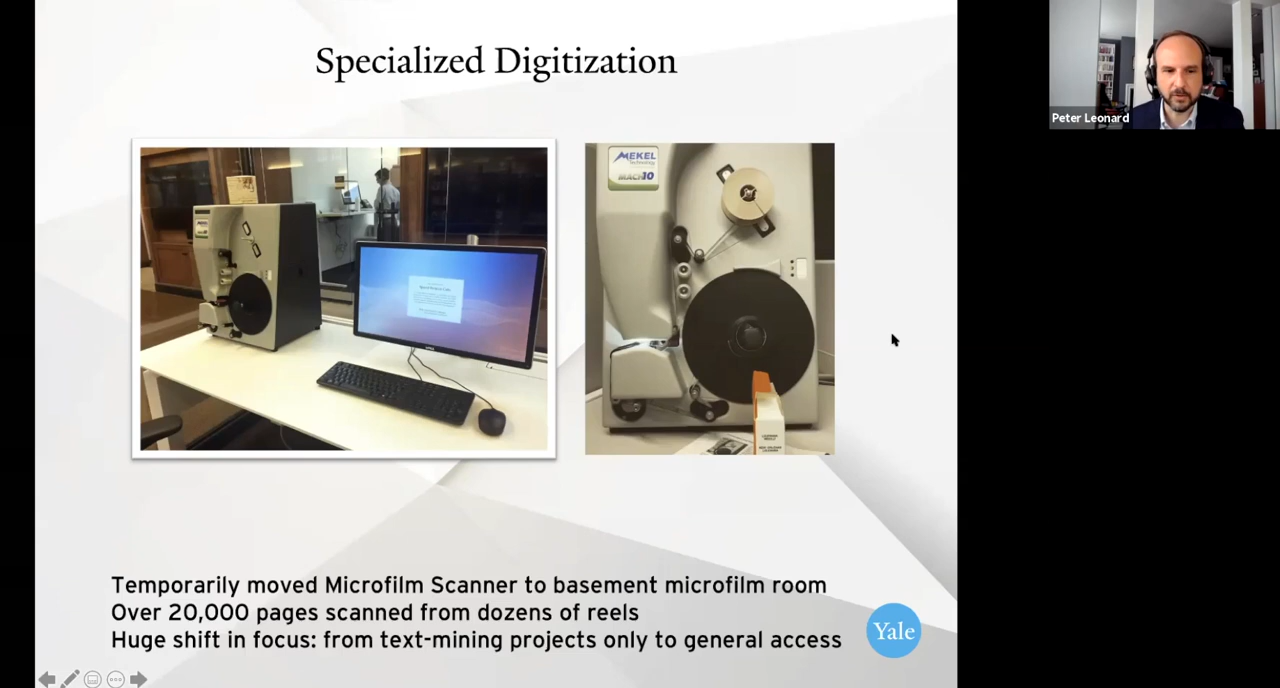 Specialized Digitization
Peter Leonard
MEKEL
Technology
MACH10
Temporarily moved Microfilm Scanner to basement microfilm room
Over 20,000 pages scanned from dozens of reels
Huge shift in focus: from text-mining projects only to general access
Yale